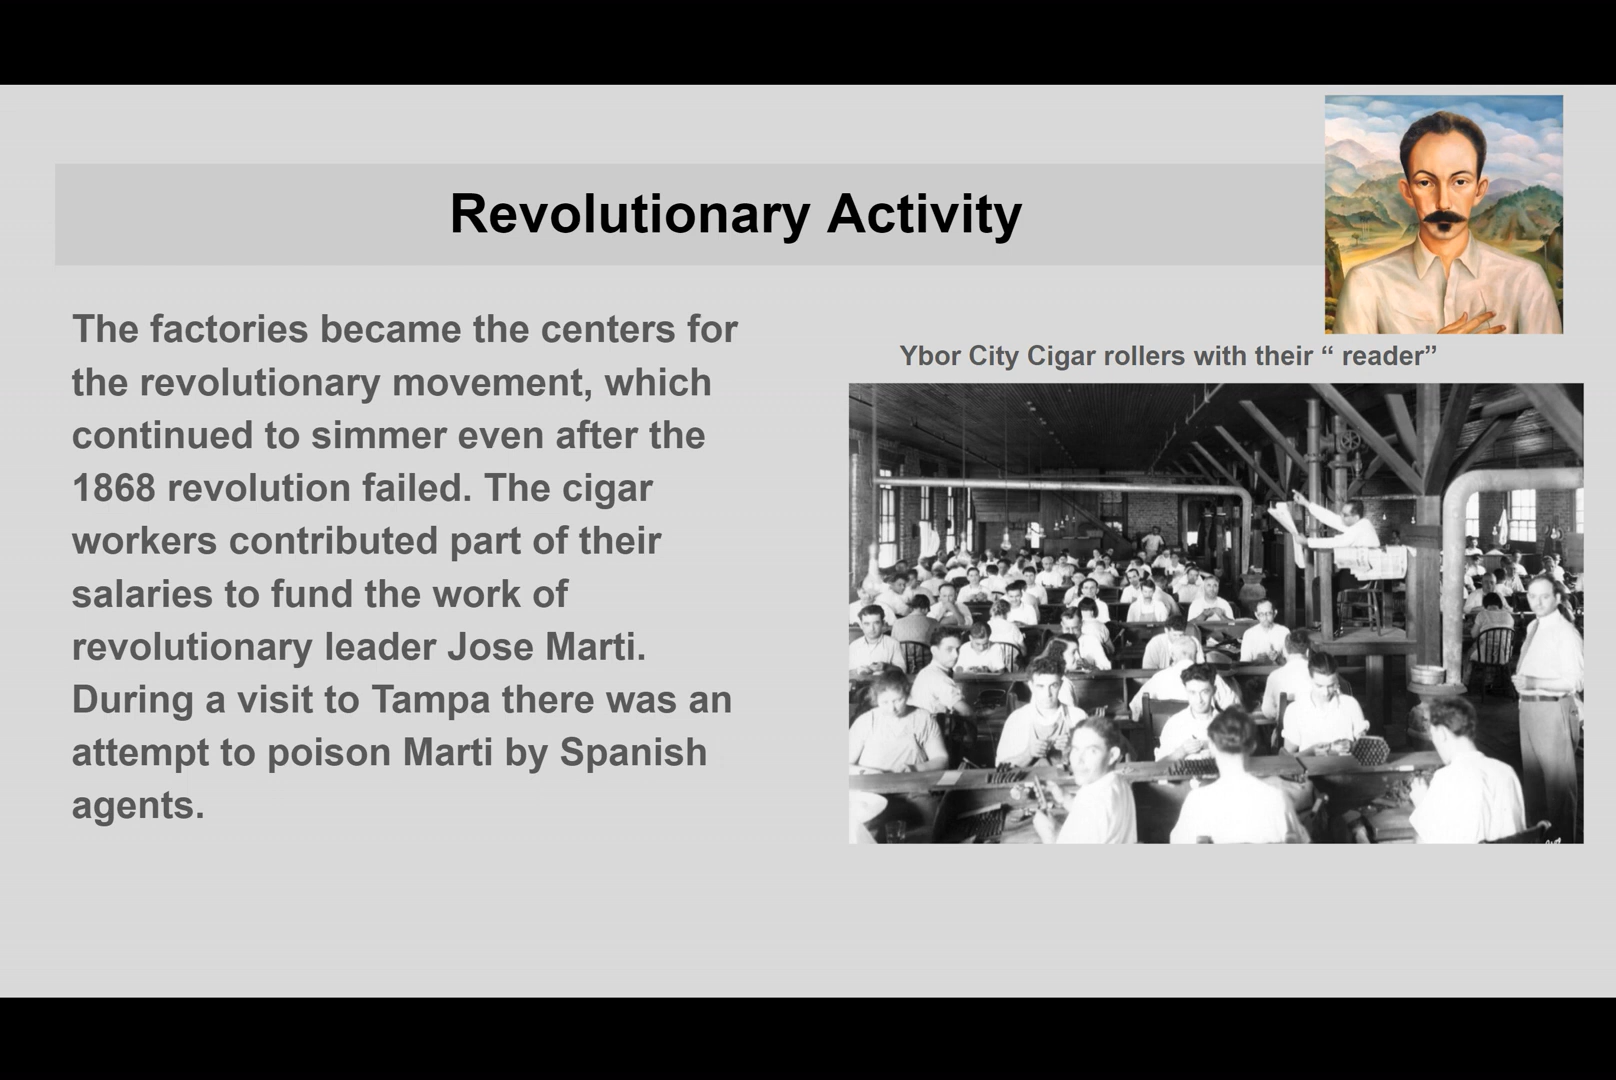 Revolutionary Activity
The factories became the centers for
the revolutionary movement, which
continued to simmer even after the
1868 revolution failed. The cigar
workers contributed part of their
salaries to fund the work of
revolutionary leader Jose Marti.
During a visit to Tampa there was an
attempt to poison Marti by Spanish
agents.
Ybor City Cigar rollers with their “ reader”